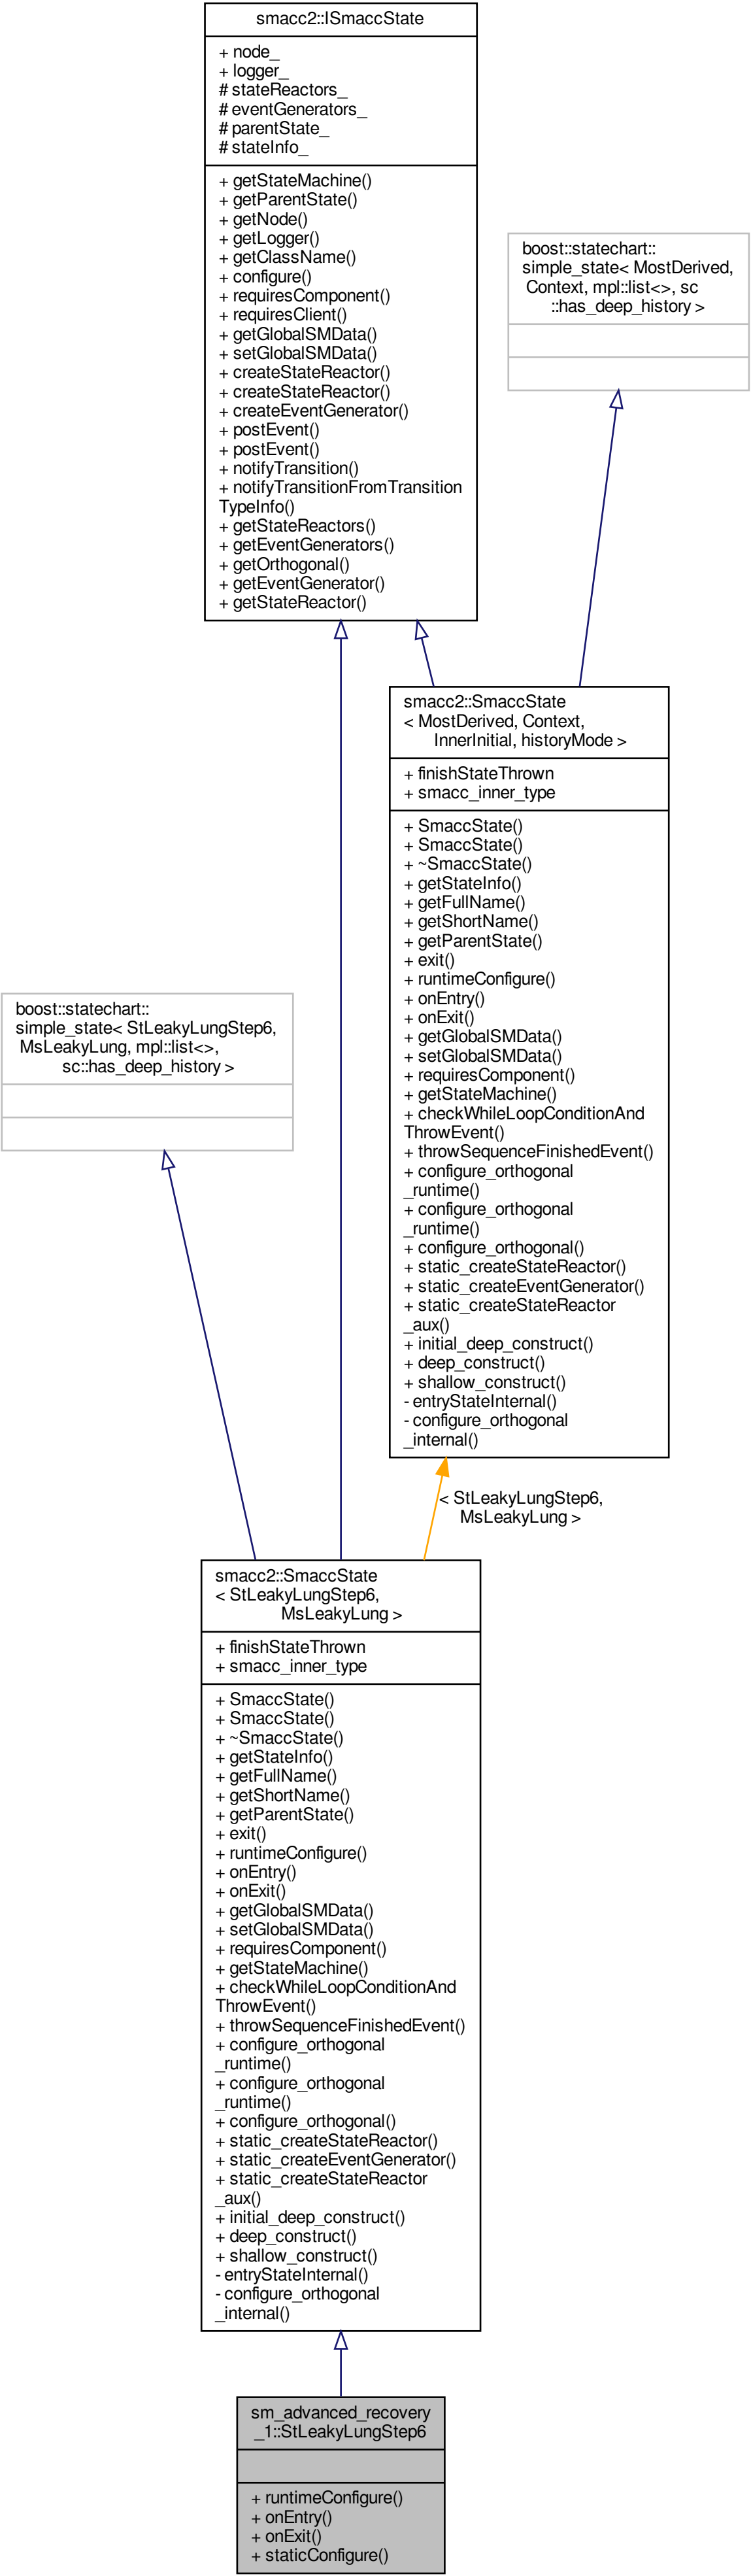 smacc2::ISmaccState
+ node_
+ logger_
# stateReactors_
# eventGenerators_
# parentState_
# stateInfo_
+ getStateMachine()
+ getParentState()
+ getNode()
+ getLogger()
+ getClassName()
+ configure()
+ requiresComponent()
+ requiresClient()
+ getGlobalSMData()
+ setGlobalSMData()
+ createStateReactor()
+ createStateReactor()
+ createEventGenerator()
+ postEvent()
+ postEvent()
+ notifyTransition()
+ notifyTransitionFromTransition
TypeInfo()
+ getStateReactors()
+ getEventGenerators()
+ getOrthogonal()
+ getEventGenerator()
+ getStateReactor()
boost::statechart::
simple_state< MostDerived,
Context, mpl::list<>, sc
::has_deep_history >
smacc2::SmaccState
< MostDerived, Context,
InnerInitial, historyMode >
+ finishStateThrown
+ smacc_inner_type
+ SmaccState()
+ SmaccState()
+ ~SmaccState()
+ getStateInfo()
+ getFullName()
+ getShortName()
+ getParentState()
+ exit()
+ runtimeConfigure()
+ onEntry()
+ onExit()
+ getGlobalSMData()
+ setGlobalSMData()
+ requiresComponent()
+ getStateMachine()
+ checkWhileLoopConditionAnd
ThrowEvent()
+ throwSequenceFinishedEvent()
+ configure_orthogonal
_runtime()
+ configure_orthogonal
_runtime()
+ configure_orthogonal()
+ static_createStateReactor()
+ static_createEventGenerator()
+ static_createStateReactor
_aux()
+ initial_deep_construct()
+ deep_construct()
+ shallow_construct()
- entryStateInternal()
- configure_orthogonal
_internal()
boost::statechart::
simple_state< StLeakyLungStep6,
MsLeakyLung, mpl::list<>,
sc::has_deep_history >
< StLeakyLungStep6,
MsLeakyLung >
smacc2::SmaccState
< StLeakyLungStep6,
MsLeakyLung >
+ finishStateThrown
+ smacc_inner_type
+ SmaccState()
+ SmaccState()
+ ~SmaccState()
+ getStateInfo()
+ getFullName()
+ getShortName()
+ getParentState()
+ exit()
+ runtimeConfigure()
+ onEntry()
+ onExit()
+ getGlobalSMData()
+ setGlobalSMData()
+ requiresComponent()
+ getStateMachine()
+ checkWhileLoopConditionAnd
ThrowEvent()
+ throwSequenceFinishedEvent()
+ configure_orthogonal
_runtime()
+ configure_orthogonal
_runtime()
+ configure_orthogonal()
+ static_createStateReactor()
+ static_createEventGenerator()
+ static_createStateReactor
_aux()
+ initial_deep_construct()
+ deep_construct()
+ shallow_construct()
- entryStateInternal()
- configure_orthogonal
_internal()
sm_advanced_recovery
_1::StLeakyLungStep6
+ runtimeConfigure()
+ onEntry()
+ onExit()
+ staticConfigure()